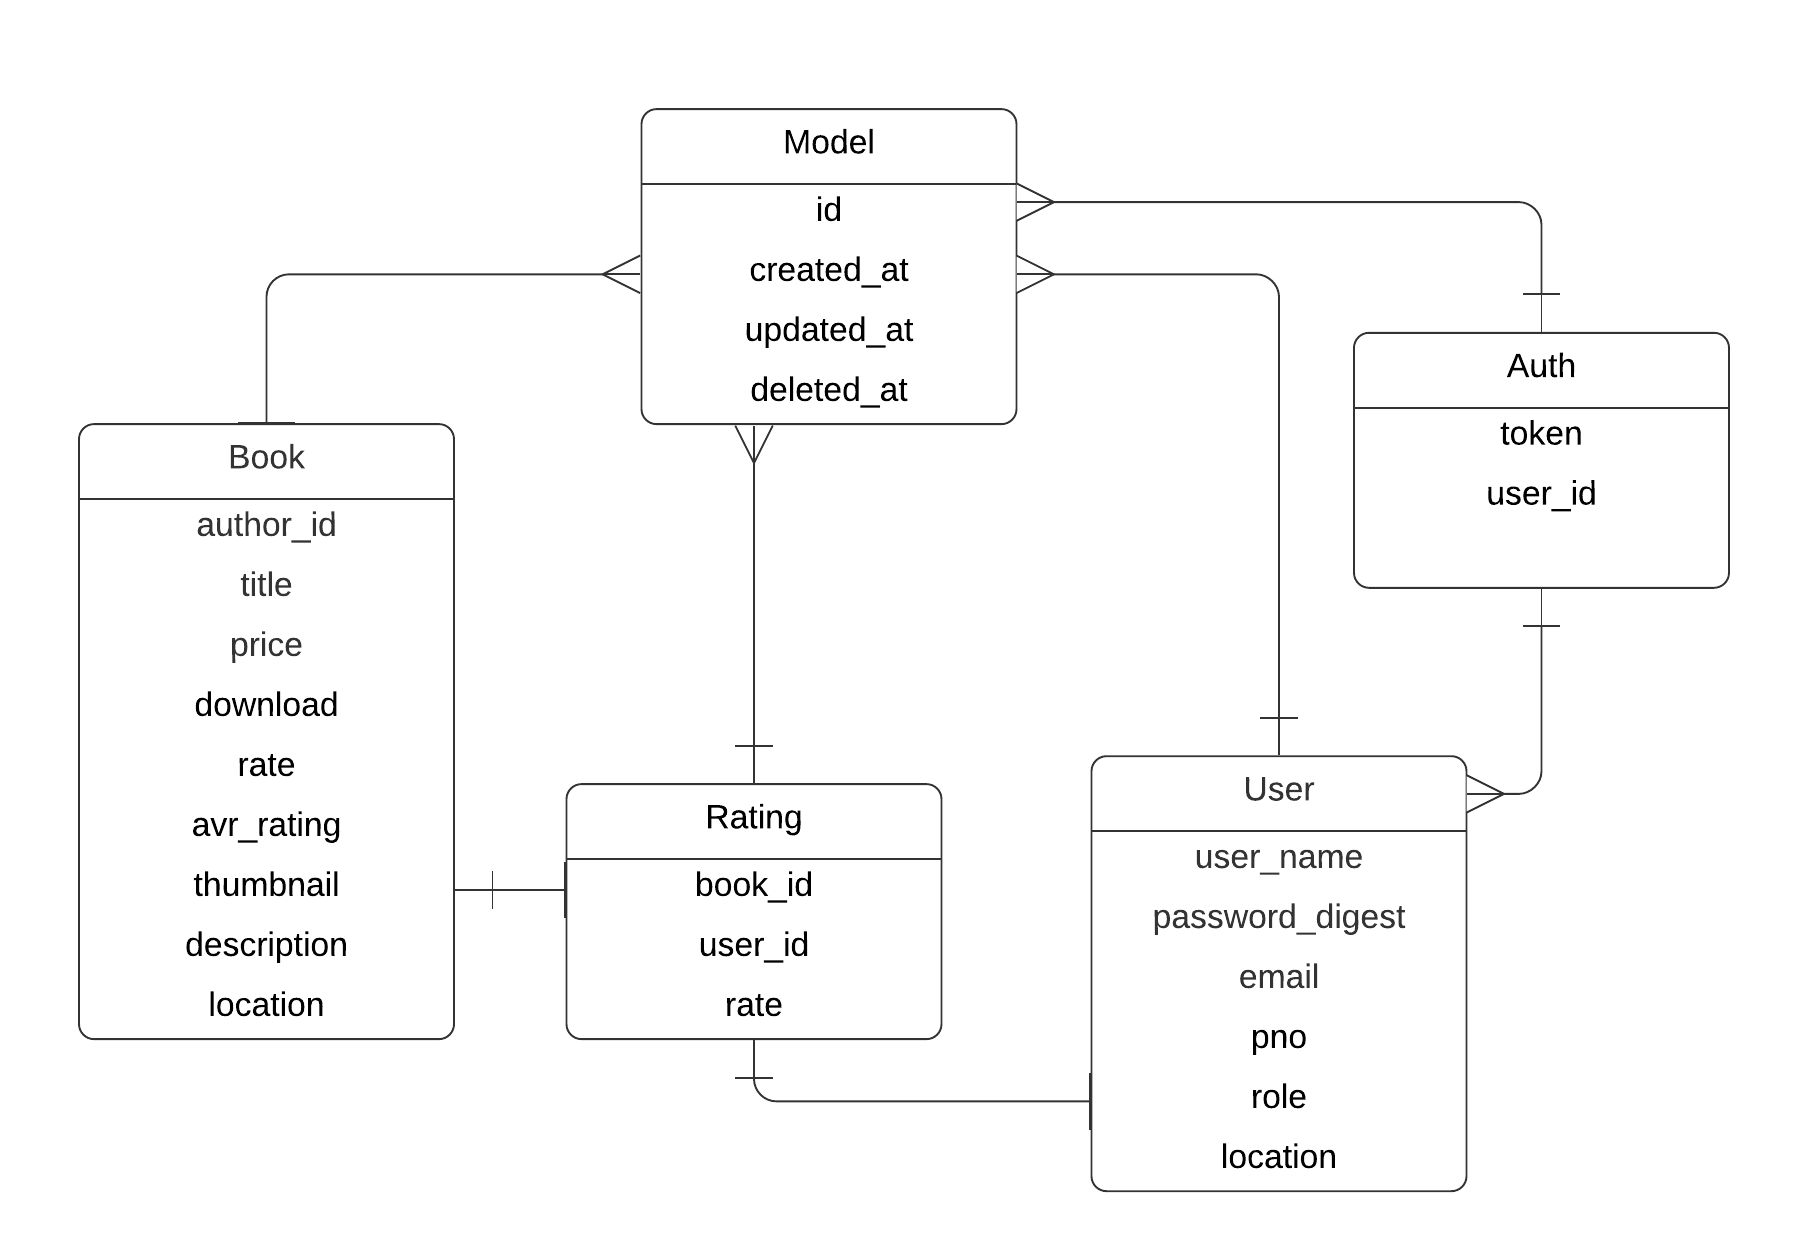 Model
id
created_at
updated_at
deleted_at
Auth
token
user_id
Book
author_id
title
price
download
rate
avr_rating
thumbnail
description
location
Rating
book_id
user_id
rate
User
user_name
password_digest
email
pno
role
location